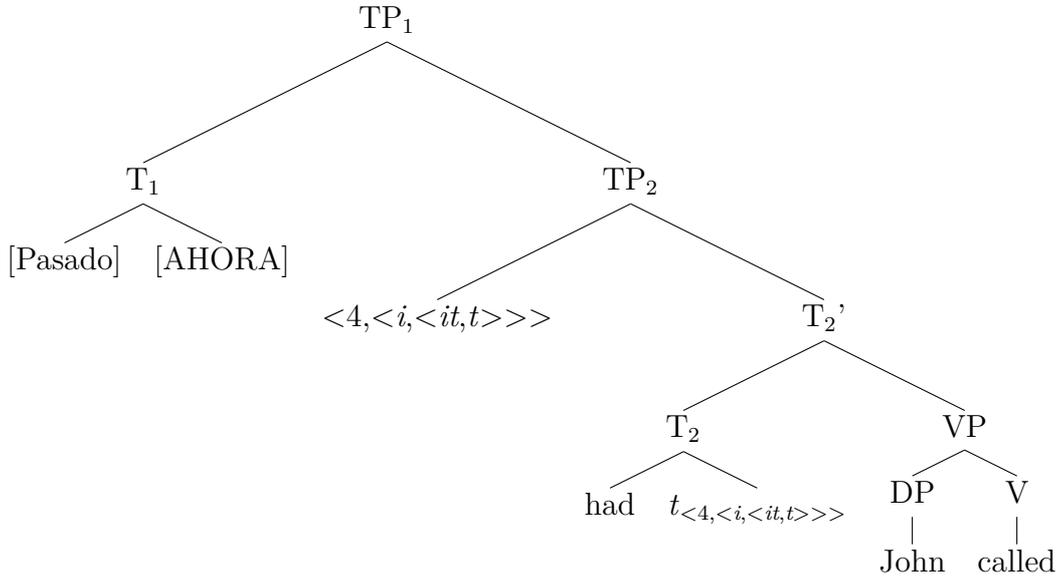 TP₁
T₁ TP₂
[Pasado] [AHORA]
<4,<i,<it,t>>> T₂’
T₂ VP
had t<4,<i,<it,t>>> DP V
John called